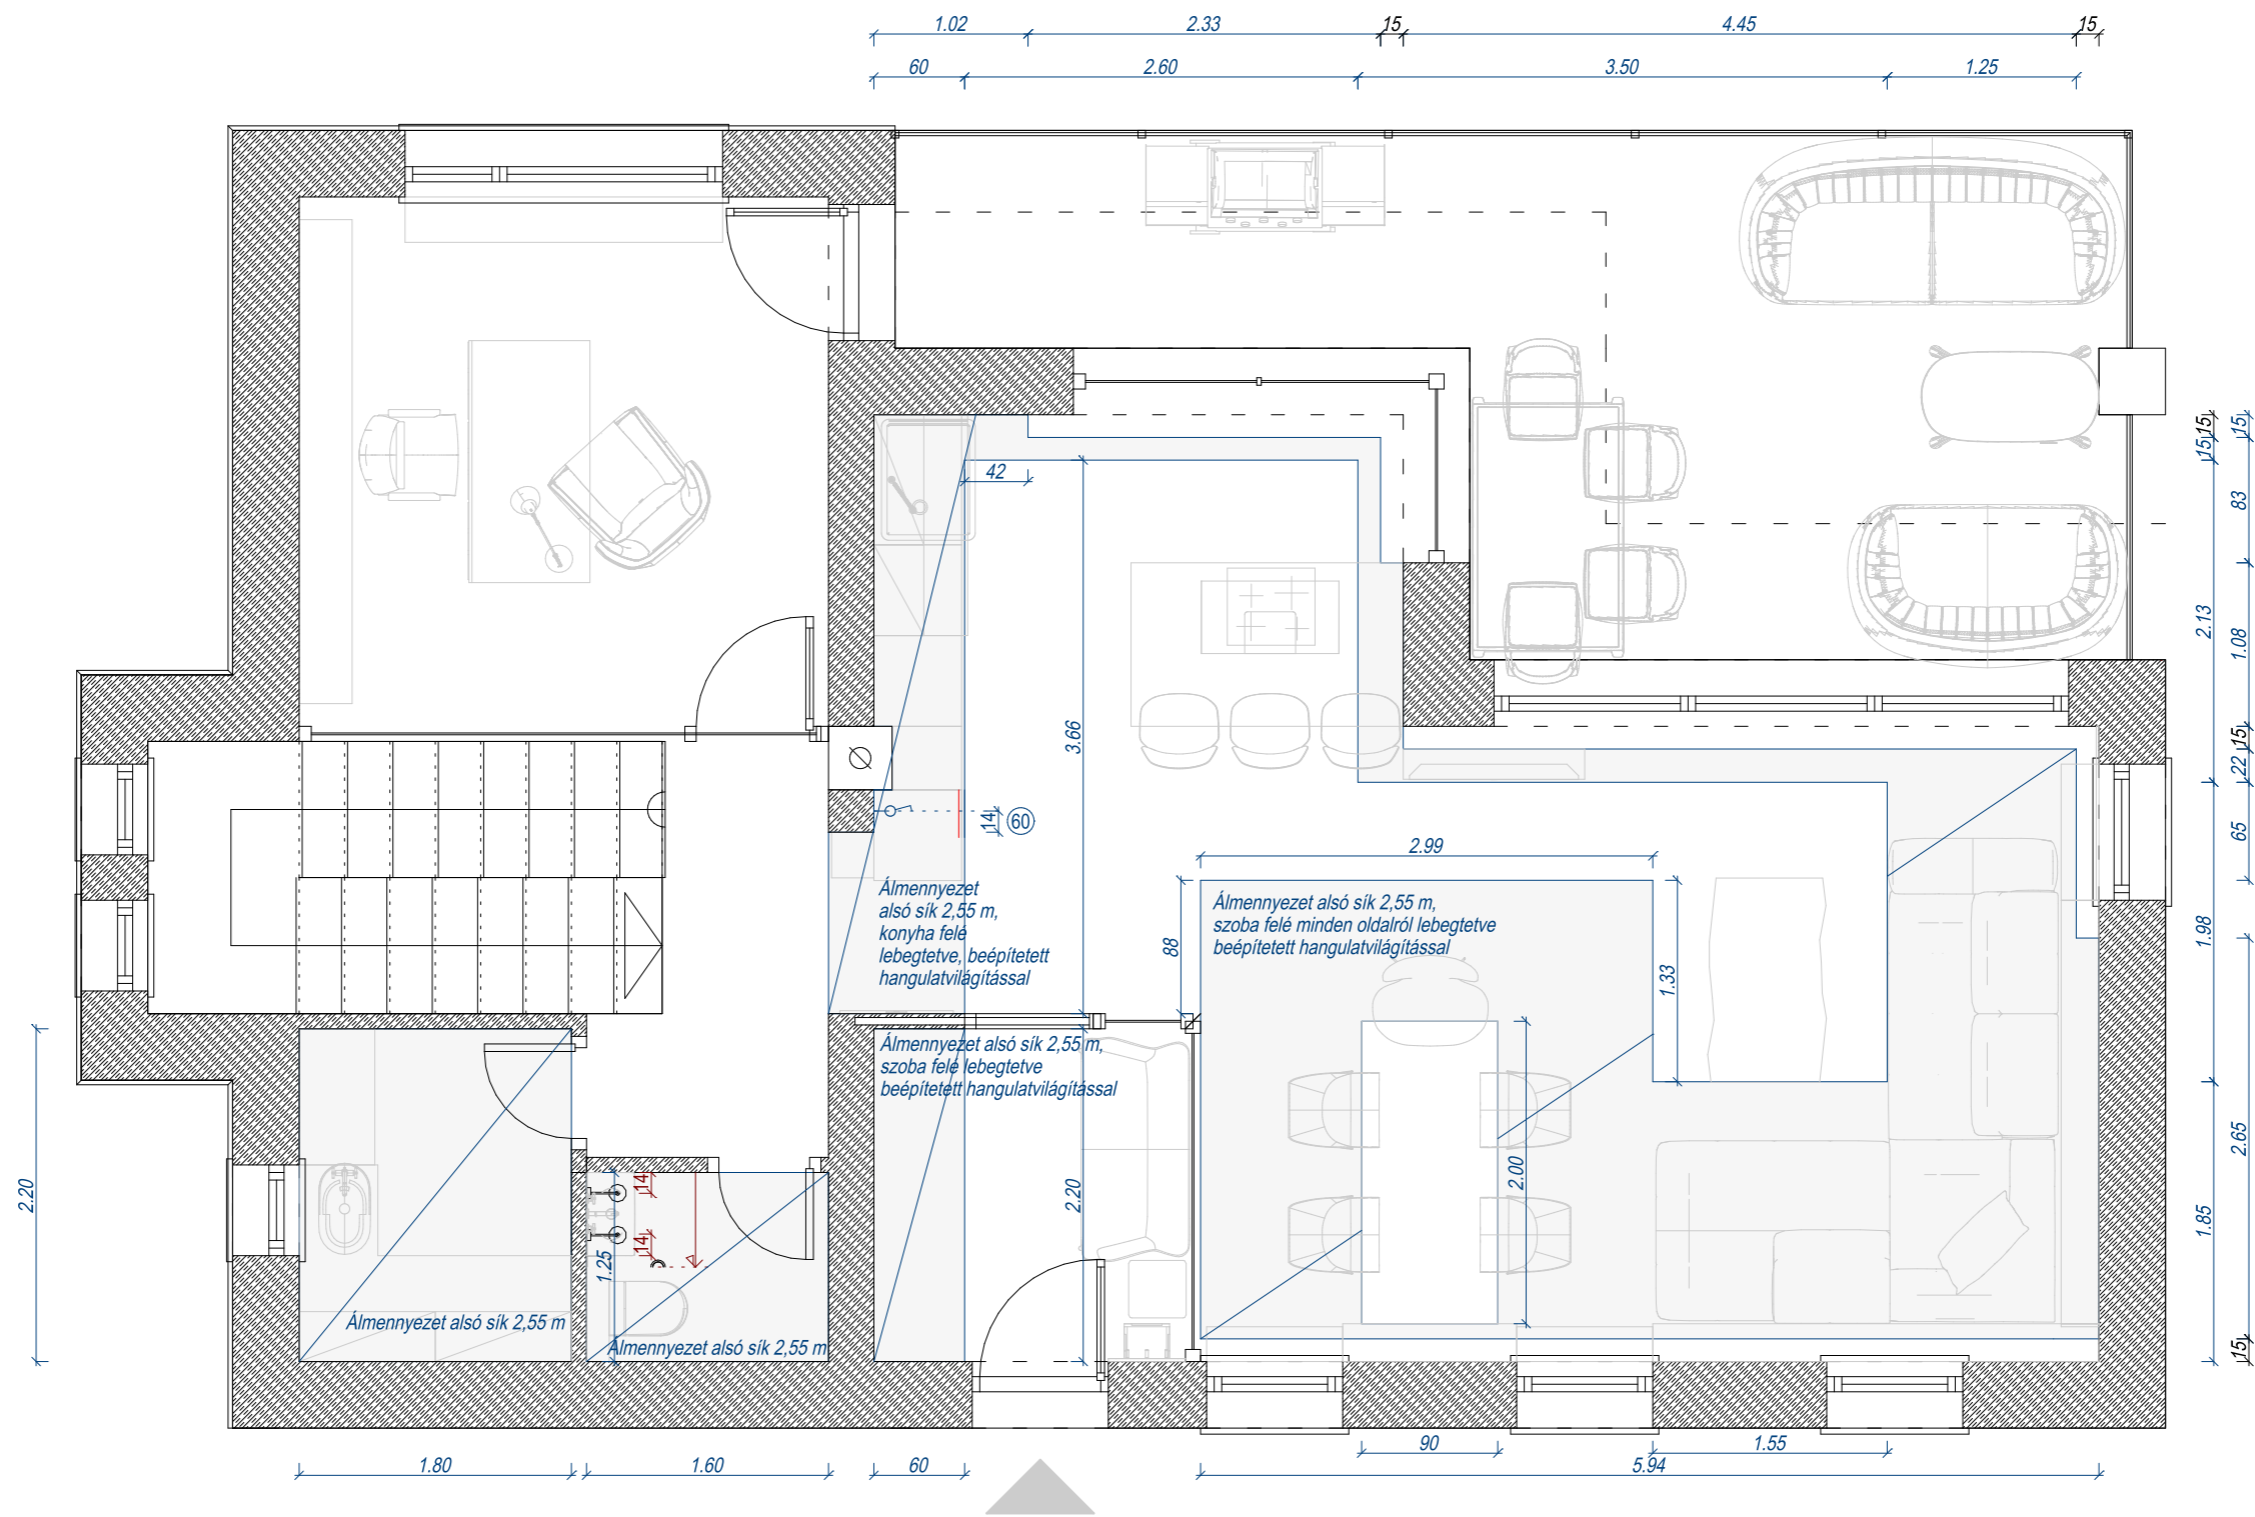 1.02 2.33 15 4.45 15
60 2.60 3.50 1.25
42
15 15
15 83
2.13 1.08
3.66
15
22
14 60
65
2.99
Álmennyezet
alsó sík 2,55 m,
konyha felé
lebegtetve, beépített
hangulatvilágítással
88
Álmennyezet alsó sík 2,55 m,
szoba felé minden oldalról lebegtetve
beépítetett hangulatvilágítással
1.33
1.98
Álmennyezet alsó sík 2,55 m,
szoba felé lebegtetve
beépítetett hangulatvilágítással
2.65
2.20
14
14
1.25
2.20
2.00
1.85
Álmennyezet alsó sík 2,55 m
Álmennyezet alsó sík 2,55 m
15
90 1.55
1.80 1.60 60 5.94